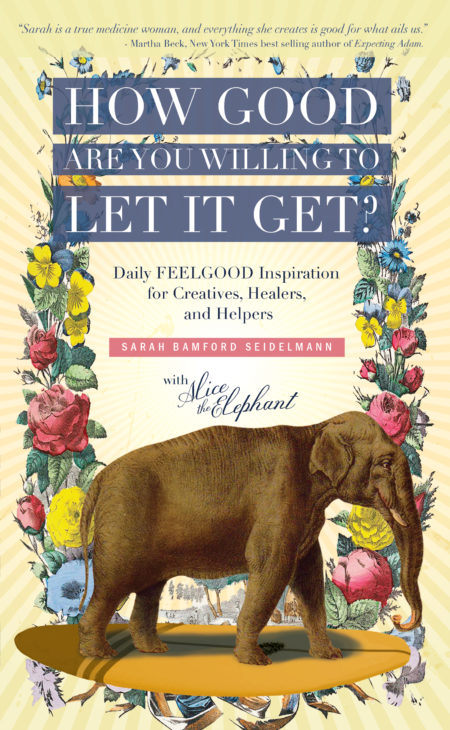 “Sarah is a true medicine woman, and everything she creates is good for what ails us.”
- Martha Beck, New York Times best selling author of Expecting Adam.
HOW GOOD
ARE YOU WILLING TO
LET IT GET?
Daily FEELGOOD Inspiration
for Creatives, Healers,
and Helpers
SARAH BAMFORD SEIDELMANN
with Alice
the Elephant